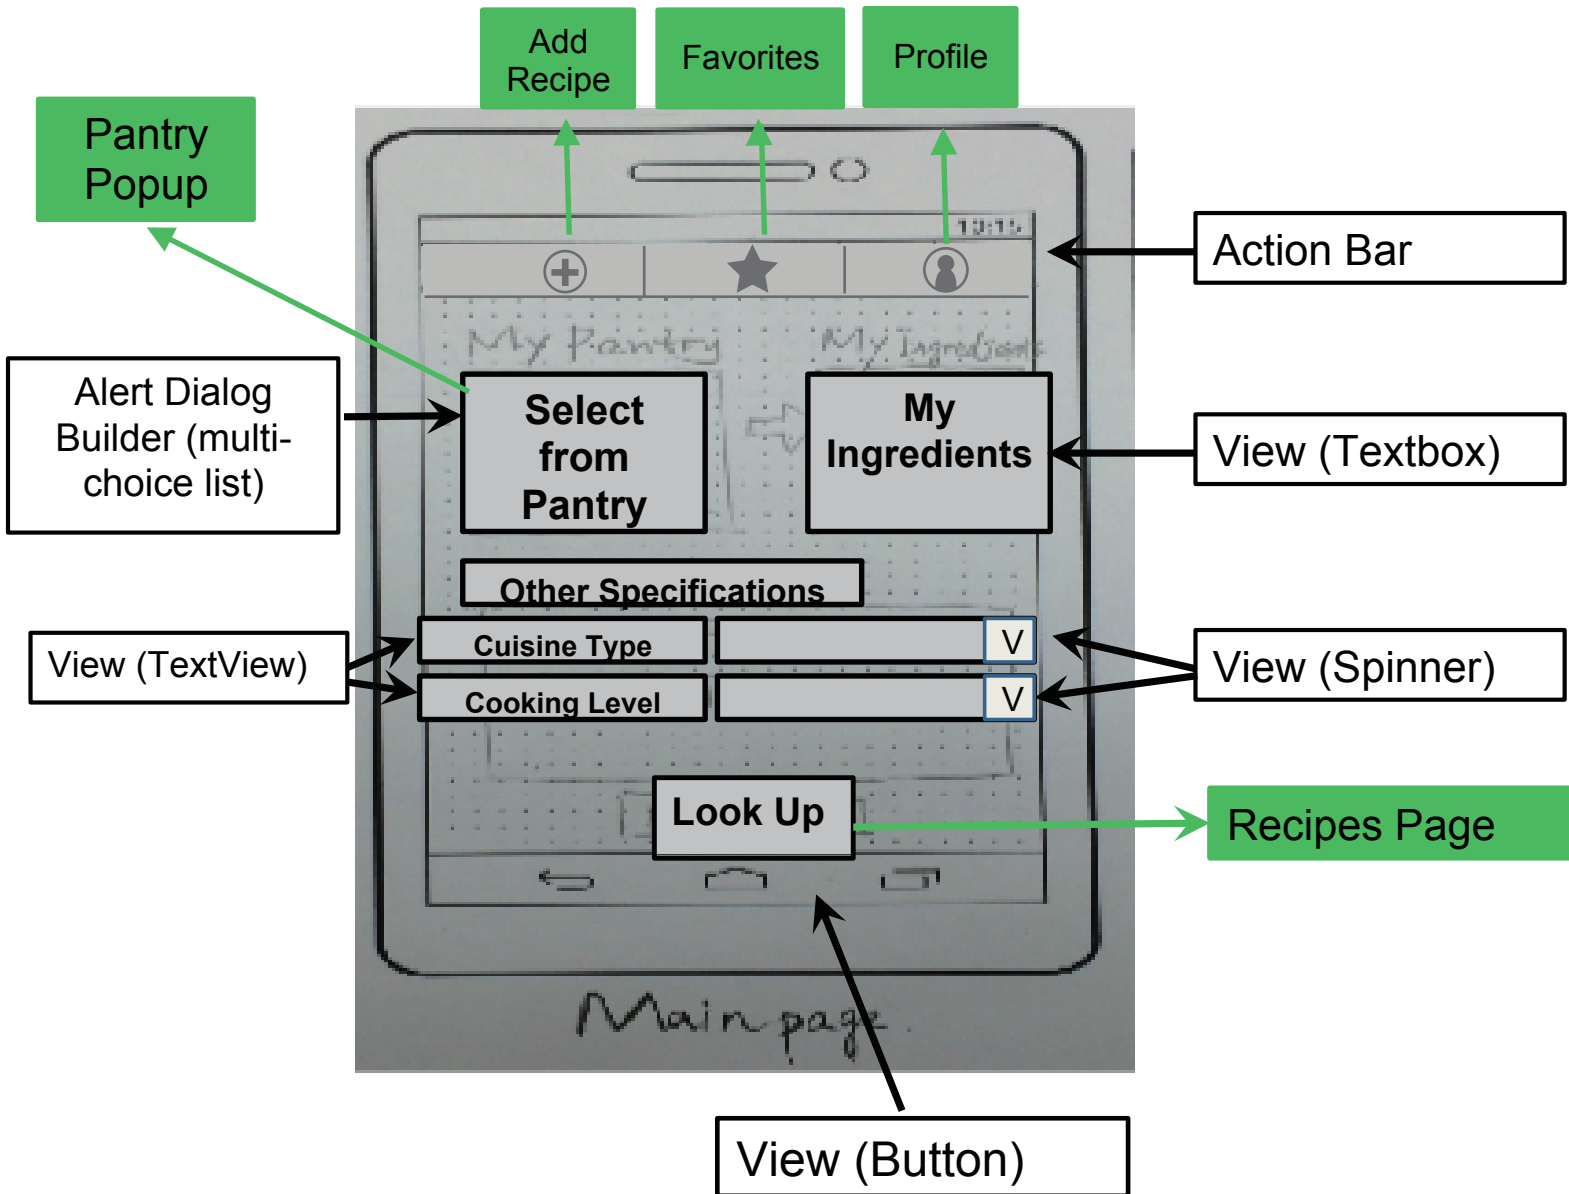 Add
Recipe
Favorites
Profile
Pantry
Popup
Action Bar
My Pantry
My Ingredients
Alert Dialog
Builder (multi-
choice list)
Select
from
Pantry
My
Ingredients
View (Textbox)
Other Specifications
View (TextView)
Cuisine Type
V
View (Spinner)
Cooking Level
V
Look Up
Recipes Page
Main page.
View (Button)